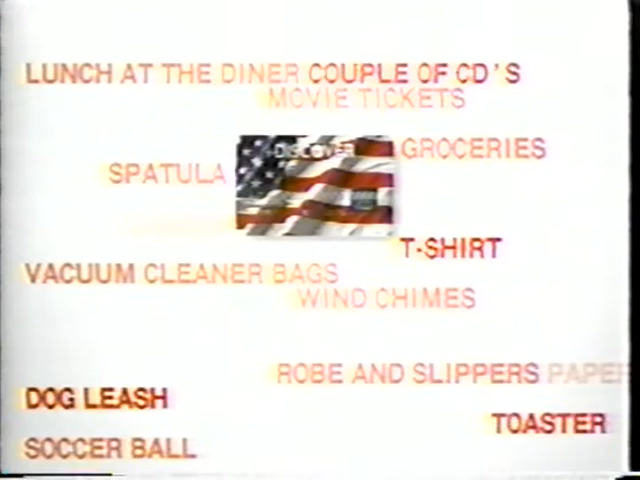 LUNCH AT THE DINER COUPLE OF CD'S
MOVIE TICKETS
DISCOVER
GROCERIES
SPATULA
T-SHIRT
VACUUM CLEANER BAGS
WIND CHIMES
ROBE AND SLIPPERS PAPER
DOG LEASH
TOASTER
SOCCER BALL